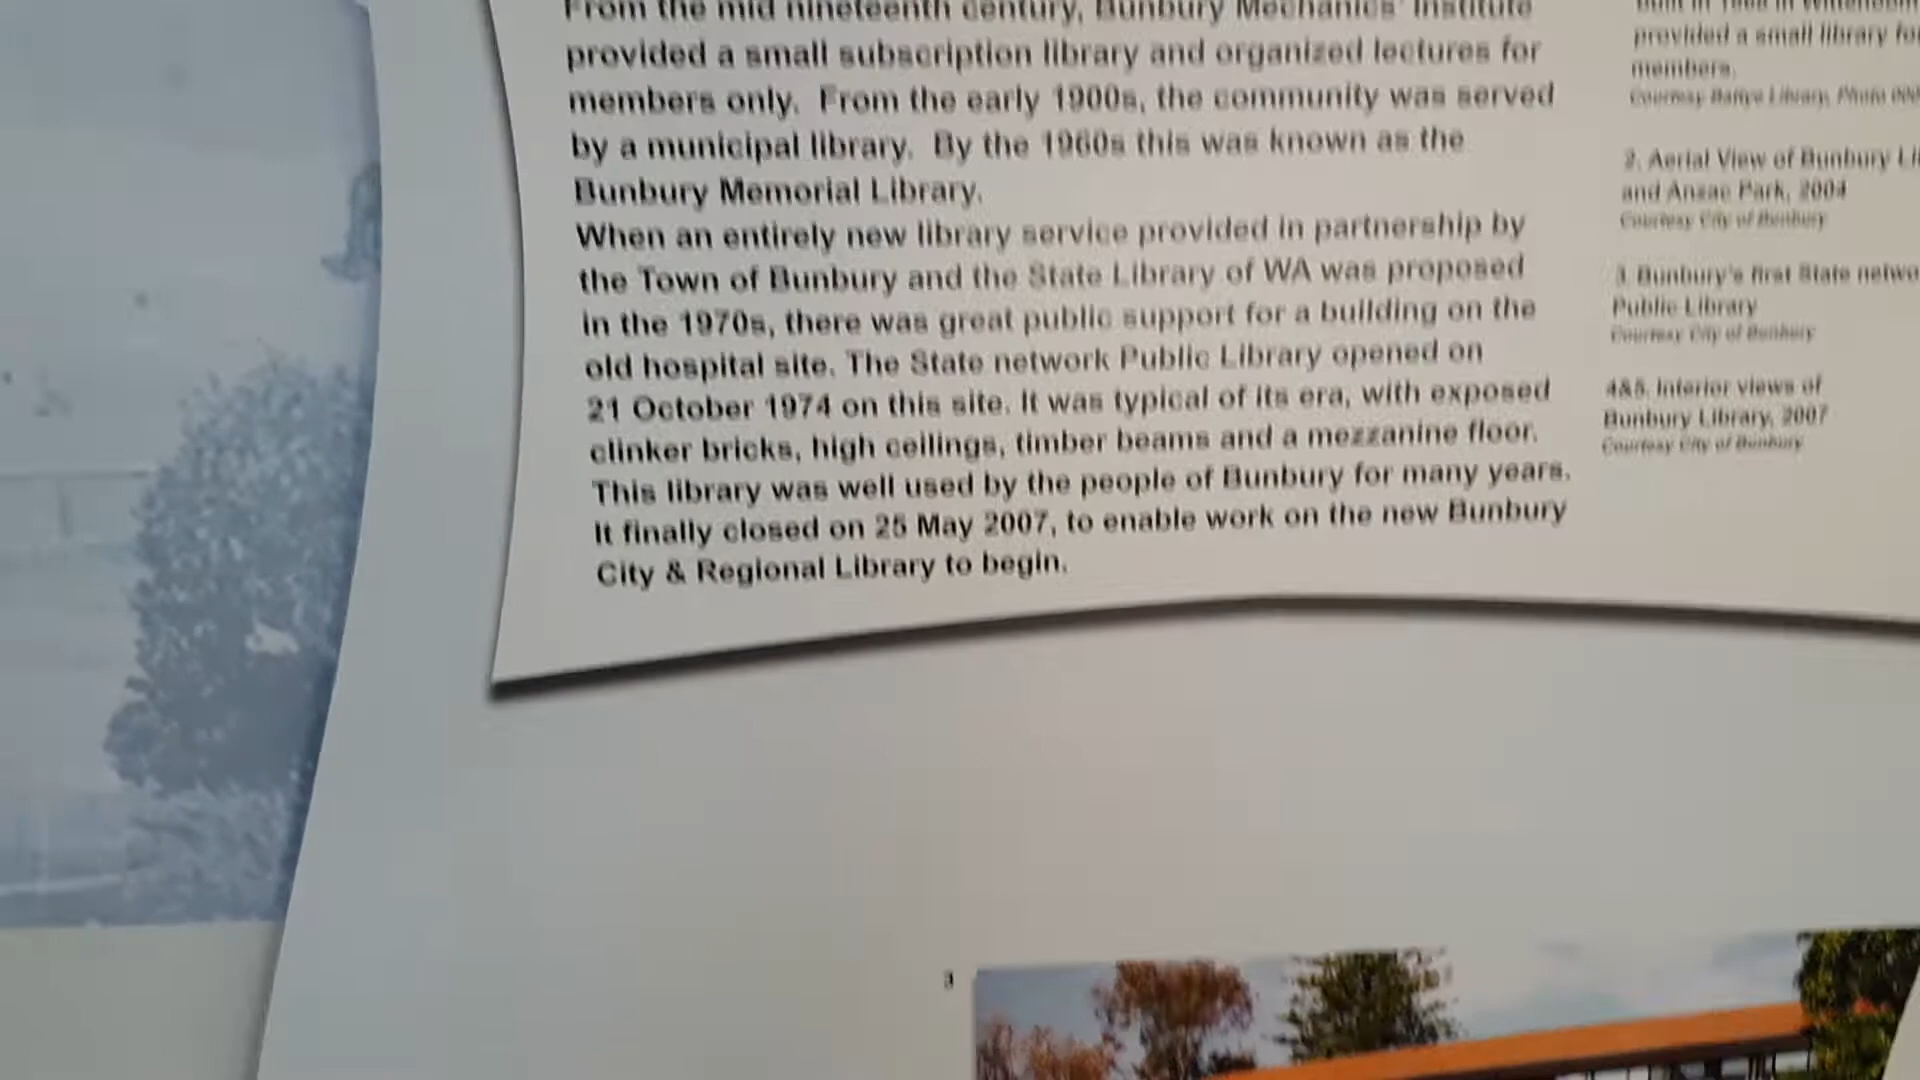 From the mid nineteenth century, Bunbury Mechanics' Institute
provided a small subscription library and organized lectures for
members only. From the early 1900s, the community was served
by a municipal library. By the 1960s this was known as the
Bunbury Memorial Library.
When an entirely new library service provided in partnership by
the Town of Bunbury and the State Library of WA was proposed
in the 1970s, there was great public support for a building on the
old hospital site. The State network Public Library opened on
21 October 1974 on this site. It was typical of its era, with exposed
clinker bricks, high ceilings, timber beams and a mezzanine floor.
This library was well used by the people of Bunbury for many years.
It finally closed on 25 May 2007, to enable work on the new Bunbury
City & Regional Library to begin.
provided a small library
members.
Courtesy Battye Library, Photo
2. Aerial View of Bunbury
and Anzac Park, 2004
Courtesy City of Bunbury
3. Bunbury's first State
Public Library
Courtesy City of Bunbury
4&5. Interior views of
Bunbury Library, 2007
Courtesy City of Bunbury
3